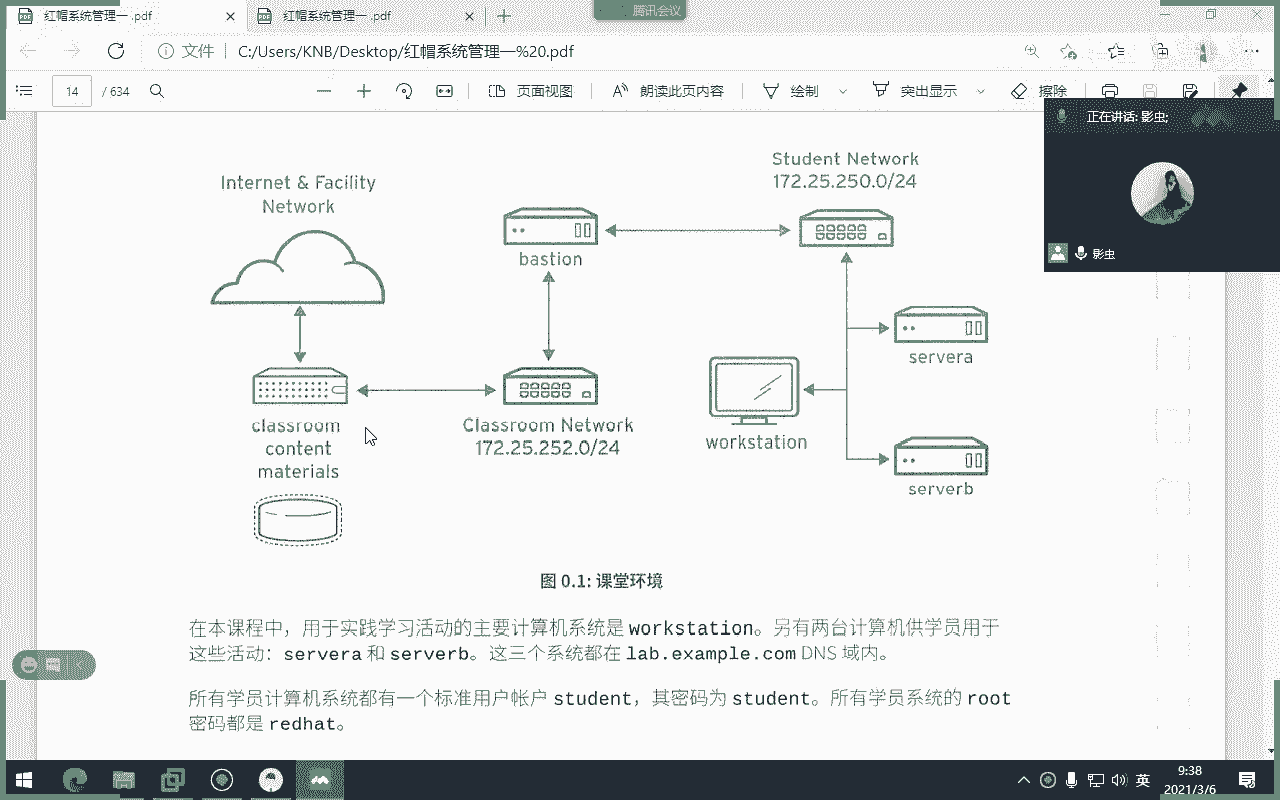 腾讯会议
红帽系统管理一 .pdf
红帽系统管理一 .pdf
文件
C:/Users/KNB/Desktop/红帽系统管理—%20.pdf
14
/ 634
页面视图
朗读此页内容
绘制
突出显示
擦除
正在讲话: 影虫;
影虫
Internet & Facility
Network
Student Network
172.25.250.0/24
bastion
servera
classroom
content
materials
Classroom Network
172.25.252.0/24
workstation
serverb
图 0.1: 课堂环境
在本课程中，用于实践学习活动的主要计算机系统是 workstation。另有两台计算机供学员用于
这些活动：servera 和 serverb。这三个系统都在 lab.example.com DNS 域内。
所有学员计算机系统都有一个标准用户帐户 student，其密码为 student。所有学员系统的 root
密码都是 redhat。
英
9:38
2021/3/6